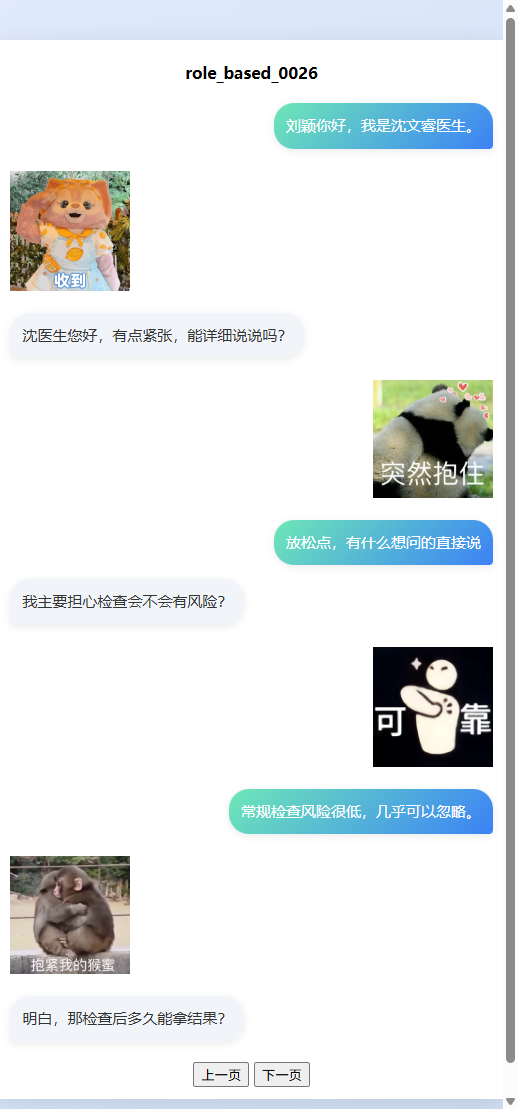 role_based_0026
刘颖你好，我是沈文睿医生。
收到
沈医生您好，有点紧张，能详细说说吗？
突然抱住
放松点，有什么想问的直接说
我主要担心检查会不会有风险？
可靠
常规检查风险很低，几乎可以忽略。
抱紧我的猴蜜
明白，那检查后多久能拿结果？
上一页 下一页